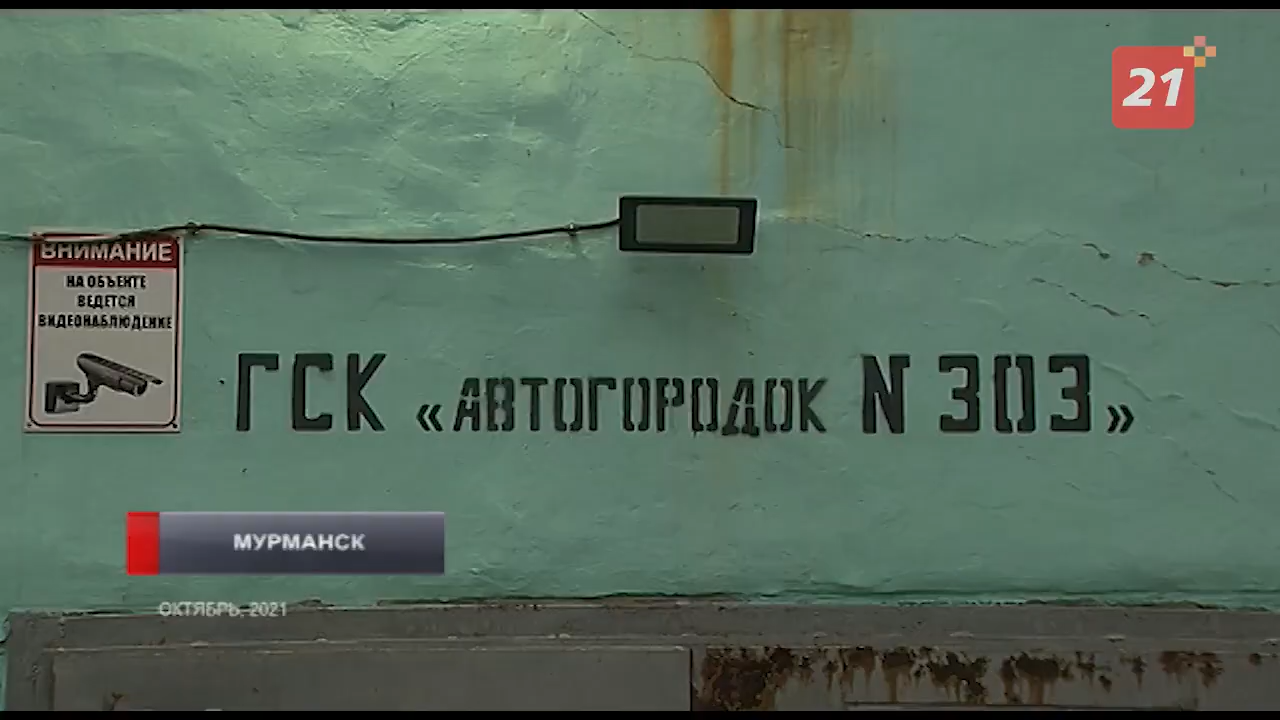 21
ВНИМАНИЕ
НА ОБЪЕКТЕ
ВЕДЕТСЯ
ВИДЕОНАБЛЮДЕНИЕ
ГСК «АВТОГОРОДОК N 303»
МУРМАНСК
ОКТЯБРЬ, 2021